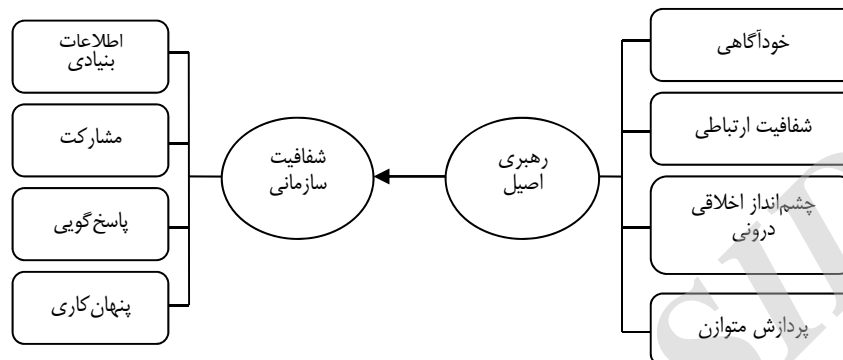 خودآگاهی
شفافیت ارتباطی
چشم‌انداز اخلاقی
درونی
پردازش متوازن
رهبری
اصیل
شفافیت
سازمانی
اطلاعات
بنیادی
مشارکت
پاسخ‌گویی
پنهان‌کاری
SID